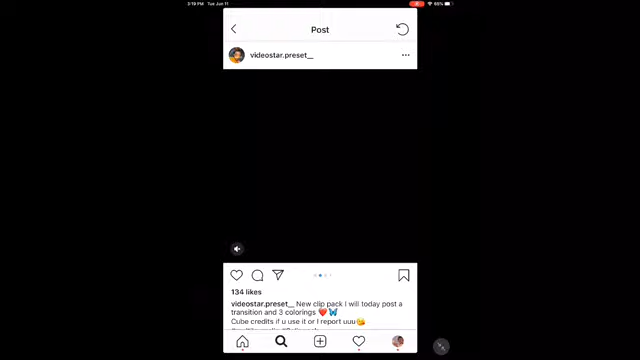 3:19 PM Tue Jun 11
66%
Post
videostar.preset__
134 likes
videostar.preset__ New clip pack I will today post a
transition and 3 colorings ❤️🦋
Cube credits if u use it or I report uuu😘